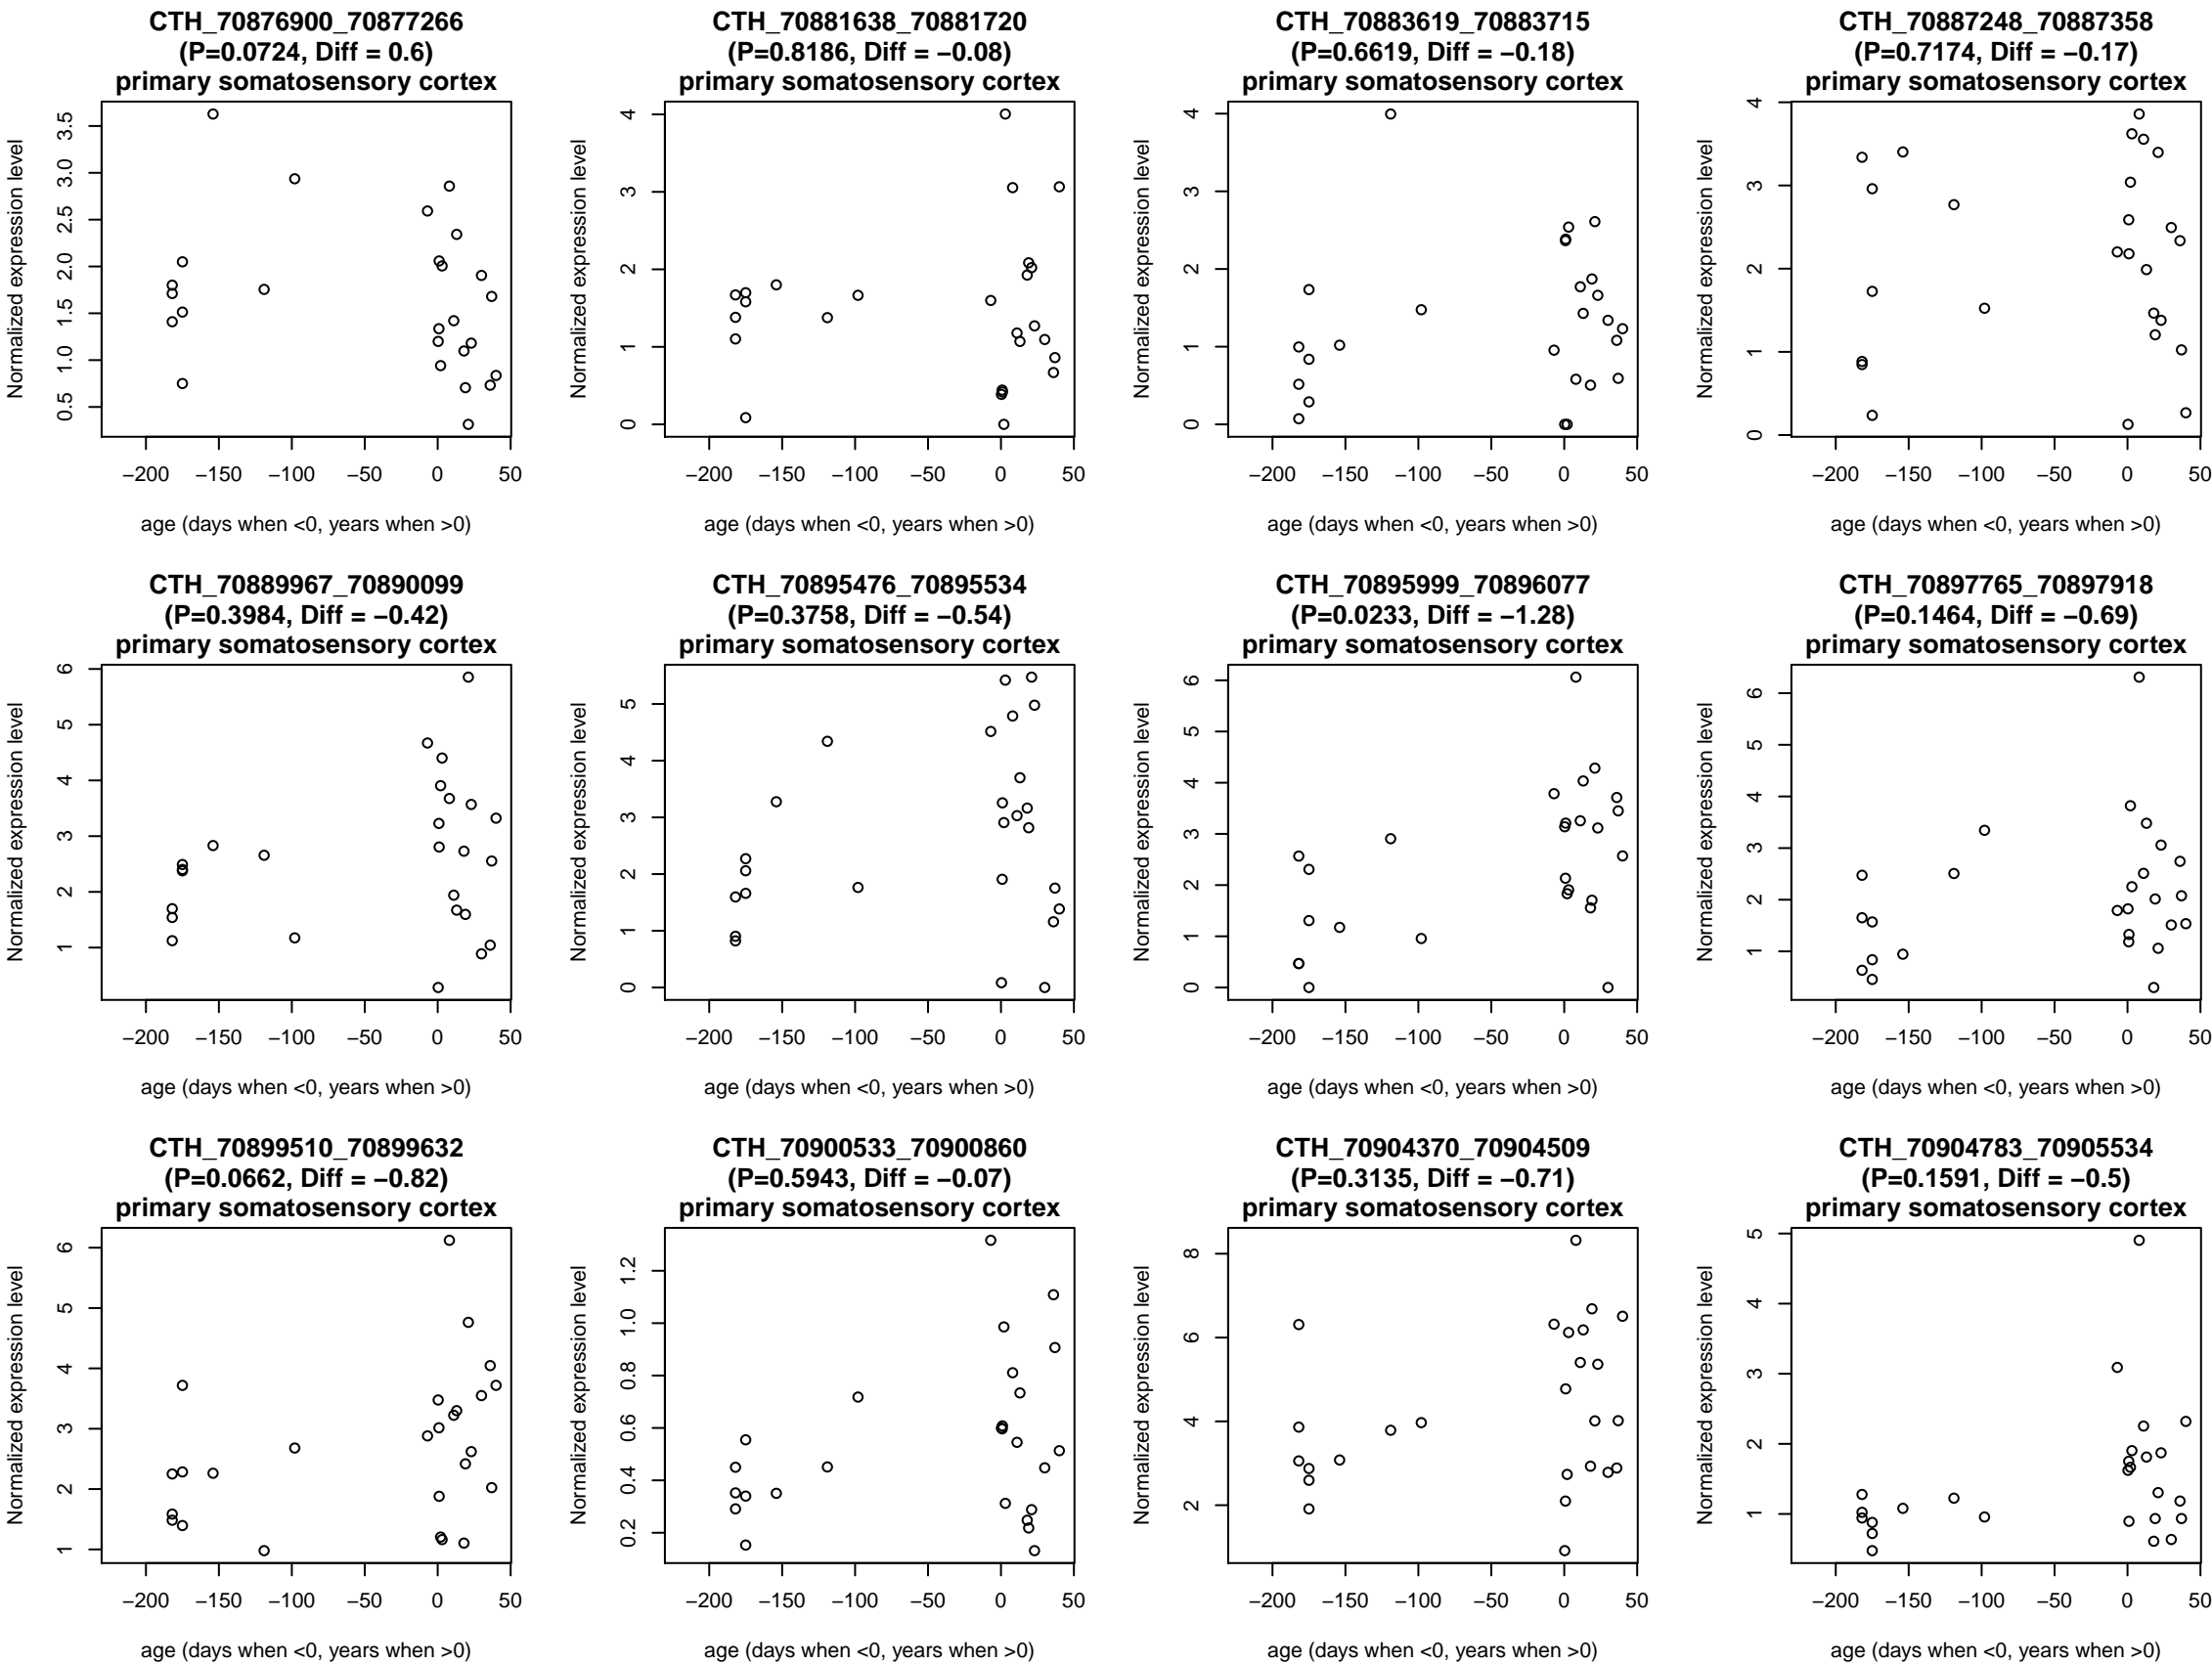 CTH_70876900_70877266
(P=0.0724, Diff = 0.6)
primary somatosensory cortex
Normalized expression level
0.5 1.0 1.5 2.0 2.5 3.0 3.5
−200 −150 −100 −50 0 50
age (days when <0, years when >0)
CTH_70881638_70881720
(P=0.8186, Diff = −0.08)
primary somatosensory cortex
Normalized expression level
0 1 2 3 4
−200 −150 −100 −50 0 50
age (days when <0, years when >0)
CTH_70883619_70883715
(P=0.6619, Diff = −0.18)
primary somatosensory cortex
Normalized expression level
0 1 2 3 4
−200 −150 −100 −50 0 50
age (days when <0, years when >0)
CTH_70887248_70887358
(P=0.7174, Diff = −0.17)
primary somatosensory cortex
Normalized expression level
0 1 2 3 4
−200 −150 −100 −50 0 50
age (days when <0, years when >0)
CTH_70889967_70890099
(P=0.3984, Diff = −0.42)
primary somatosensory cortex
Normalized expression level
1 2 3 4 5 6
−200 −150 −100 −50 0 50
age (days when <0, years when >0)
CTH_70895476_70895534
(P=0.3758, Diff = −0.54)
primary somatosensory cortex
Normalized expression level
0 1 2 3 4 5
−200 −150 −100 −50 0 50
age (days when <0, years when >0)
CTH_70895999_70896077
(P=0.0233, Diff = −1.28)
primary somatosensory cortex
Normalized expression level
0 1 2 3 4 5 6
−200 −150 −100 −50 0 50
age (days when <0, years when >0)
CTH_70897765_70897918
(P=0.1464, Diff = −0.69)
primary somatosensory cortex
Normalized expression level
1 2 3 4 5 6
−200 −150 −100 −50 0 50
age (days when <0, years when >0)
CTH_70899510_70899632
(P=0.0662, Diff = −0.82)
primary somatosensory cortex
Normalized expression level
1 2 3 4 5 6
−200 −150 −100 −50 0 50
age (days when <0, years when >0)
CTH_70900533_70900860
(P=0.5943, Diff = −0.07)
primary somatosensory cortex
Normalized expression level
0.2 0.4 0.6 0.8 1.0 1.2
−200 −150 −100 −50 0 50
age (days when <0, years when >0)
CTH_70904370_70904509
(P=0.3135, Diff = −0.71)
primary somatosensory cortex
Normalized expression level
2 4 6 8
−200 −150 −100 −50 0 50
age (days when <0, years when >0)
CTH_70904783_70905534
(P=0.1591, Diff = −0.5)
primary somatosensory cortex
Normalized expression level
1 2 3 4 5
−200 −150 −100 −50 0 50
age (days when <0, years when >0)